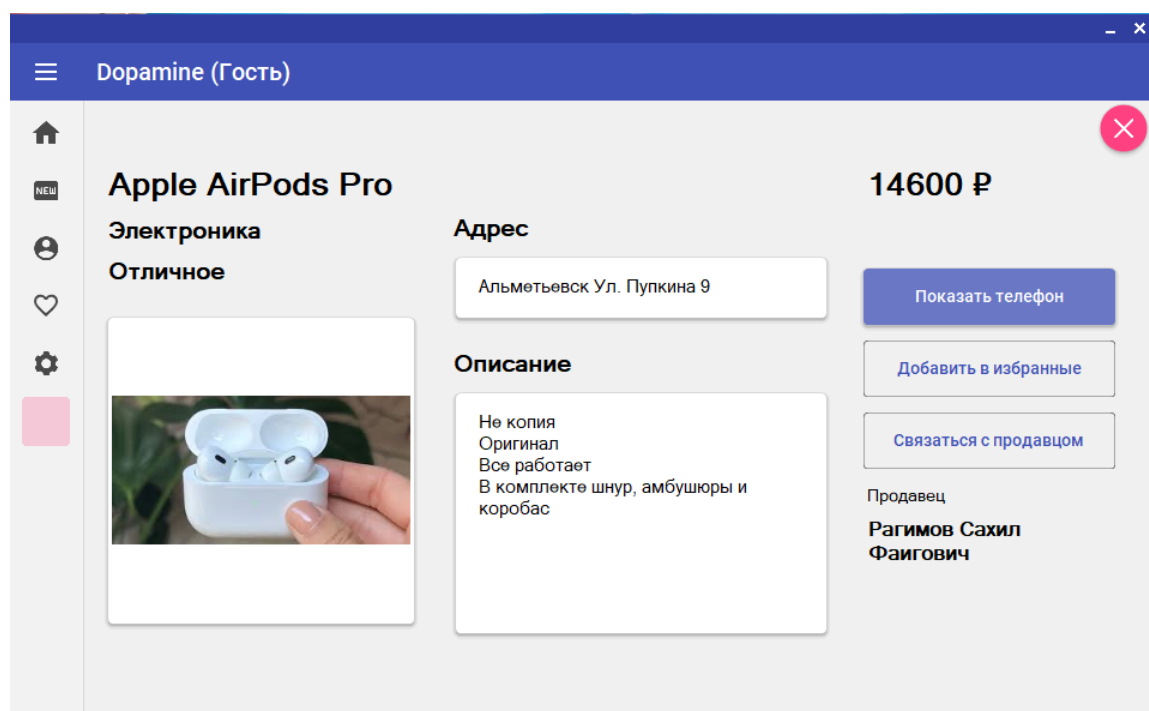 Dopamine (Гость)
NEW
Apple AirPods Pro
14600 ₽
Электроника
Отличное
Адрес
Альметьевск Ул. Пупкина 9
Описание
Не копия
Оригинал
Все работает
В комплекте шнур, амбушюры и
коробас
Показать телефон
Добавить в избранные
Связаться с продавцом
Продавец
Рагимов Сахил
Фаигович